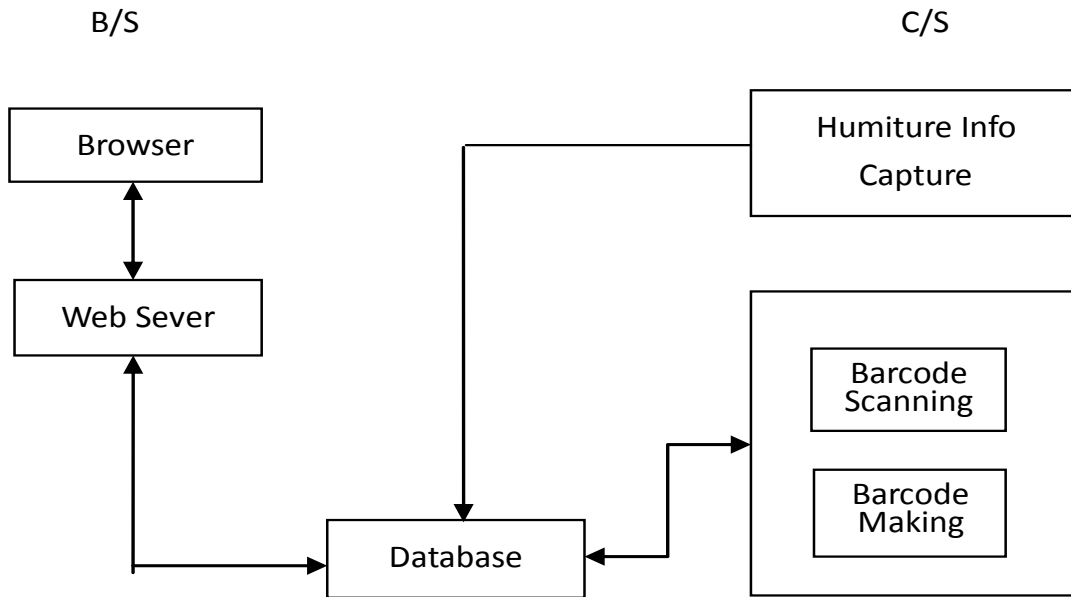 B/S
C/S
Browser
Humiture Info
Capture
Web Sever
Barcode
Scanning
Barcode
Making
Database